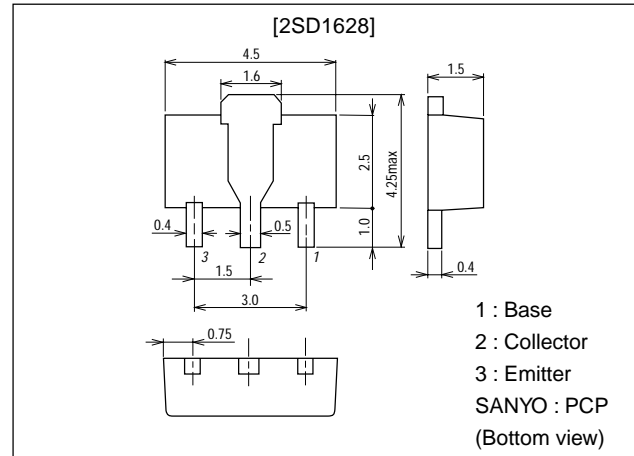 [2SD1628]
4.5
1.6
1.5
2.5
4.25max
1.0
0.4
0.5
3
2
1
1.5
3.0
0.4
0.75
1 : Base
2 : Collector
3 : Emitter
SANYO : PCP
(Bottom view)